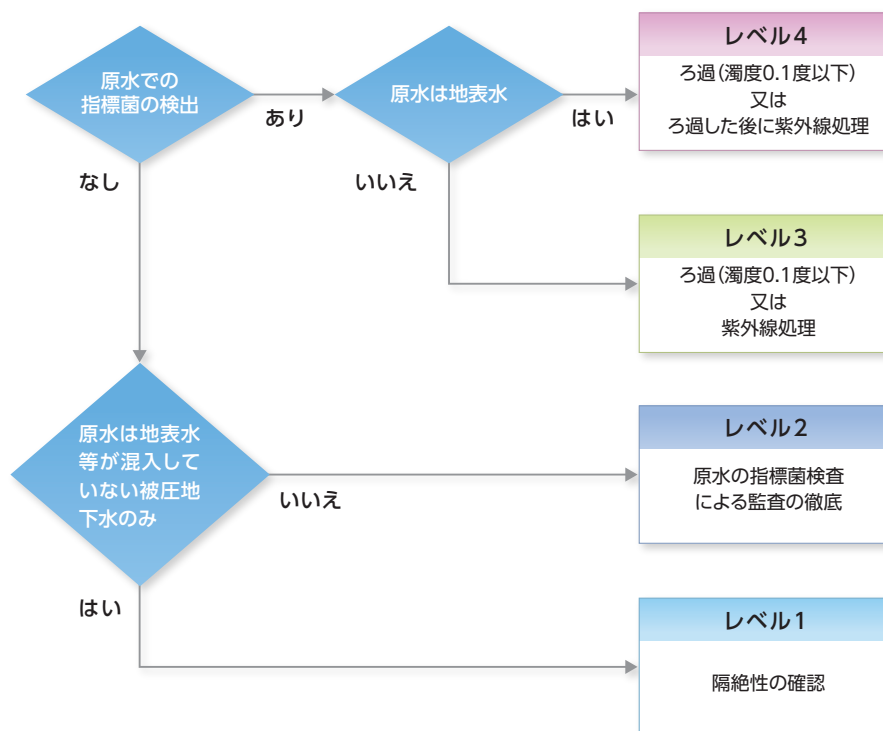 原水での
指標菌の検出
あり
原水は地表水
はい
レベル4
ろ過(濁度0.1度以下)
又は
ろ過した後に紫外線処理
なし
いいえ
レベル3
ろ過(濁度0.1度以下)
又は
紫外線処理
原水は地表水
等が混入して
いない被圧地
下水のみ
いいえ
レベル2
原水の指標菌検査
による監査の徹底
はい
レベル1
隔絶性の確認